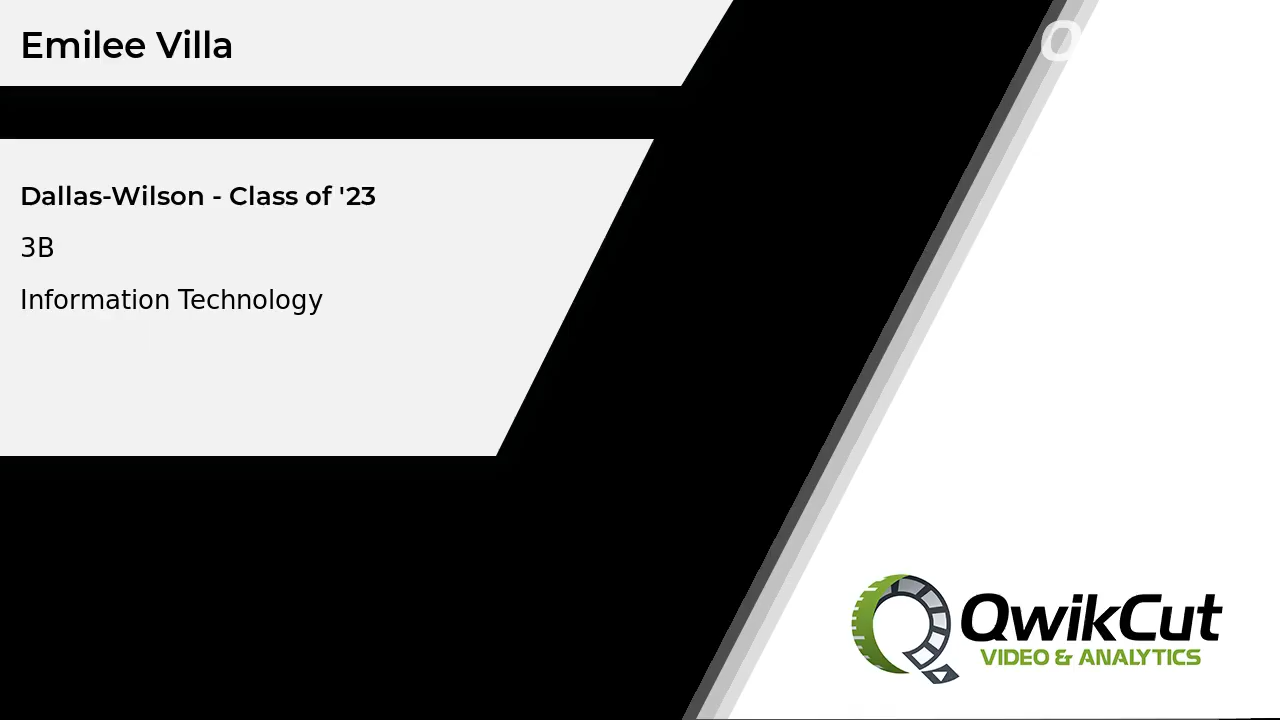 Emilee Villa
Dallas-Wilson - Class of '23
3B
Information Technology
QwikCut
VIDEO & ANALYTICS